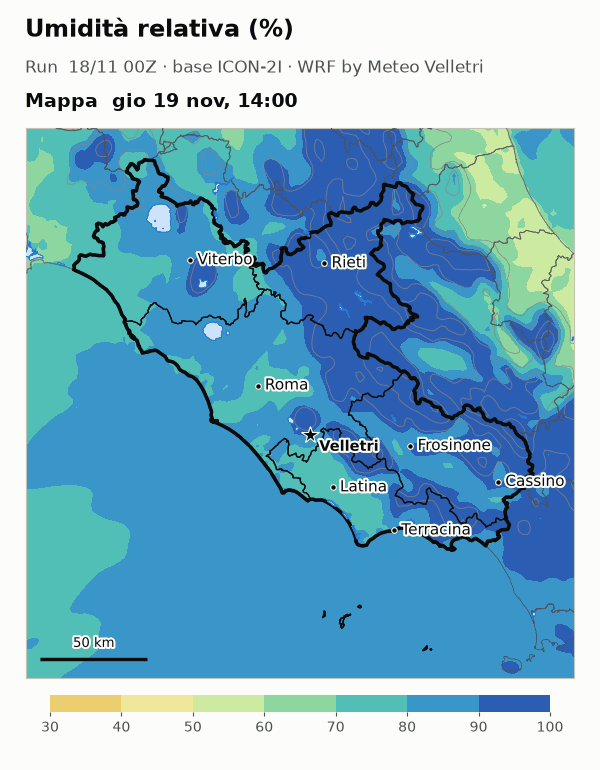 Umidità relativa (%)
Run  18/11 00Z · base ICON-2I · WRF by Meteo Velletri
Mappa  gio 19 nov, 14:00
Viterbo
Rieti
Roma
Velletri
Frosinone
Cassino
Latina
Terracina
50 km
30 40 50 60 70 80 90 100